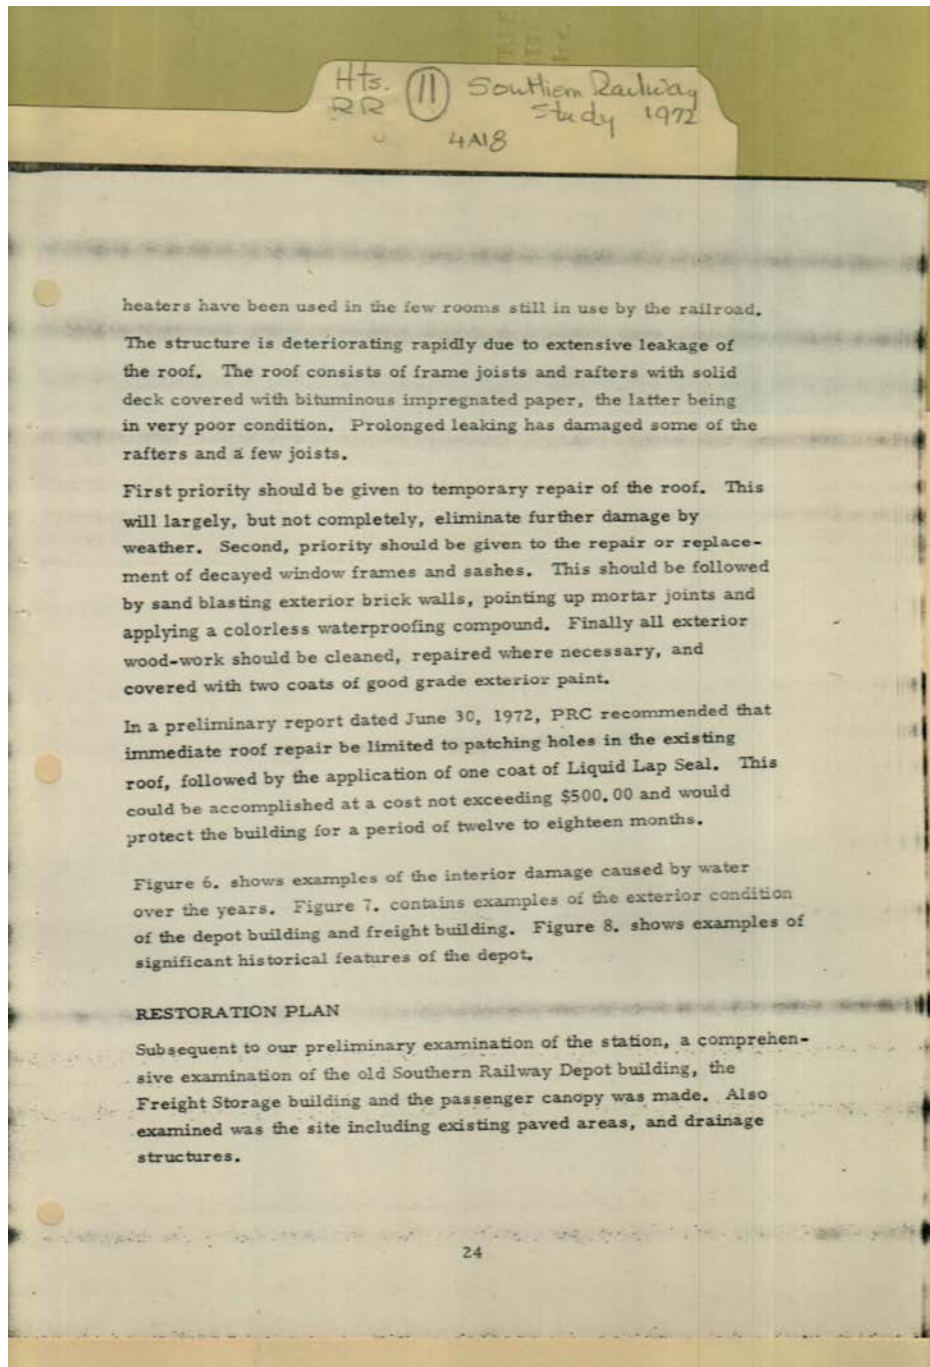 Hts. (11) Southern Railway
RR Study 1972
4A18
heaters have been used in the few rooms still in use by the railroad.
The structure is deteriorating rapidly due to extensive leakage of
the roof. The roof consists of frame joists and rafters with solid
deck covered with bituminous impregnated paper, the latter being
in very poor condition. Prolonged leaking has damaged some of the
rafters and a few joists.
First priority should be given to temporary repair of the roof. This
will largely, but not completely, eliminate further damage by
weather. Second, priority should be given to the repair or replace-
ment of decayed window frames and sashes. This should be followed
by sand blasting exterior brick walls, pointing up mortar joints and
applying a colorless waterproofing compound. Finally all exterior
wood-work should be cleaned, repaired where necessary, and
covered with two coats of good grade exterior paint.
In a preliminary report dated June 30, 1972, PRC recommended that
immediate roof repair be limited to patching holes in the existing
roof, followed by the application of one coat of Liquid Lap Seal. This
could be accomplished at a cost not exceeding $500.00 and would
protect the building for a period of twelve to eighteen months.
Figure 6. shows examples of the interior damage caused by water
over the years. Figure 7. contains examples of the exterior condition
of the depot building and freight building. Figure 8. shows examples of
significant historical features of the depot.
RESTORATION PLAN
Subsequent to our preliminary examination of the station, a comprehen-
sive examination of the old Southern Railway Depot building, the
Freight Storage building and the passenger canopy was made. Also
examined was the site including existing paved areas, and drainage
structures.
24